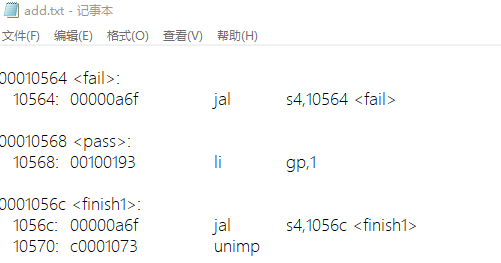 add.txt - 记事本
文件(F) 编辑(E) 格式(O) 查看(V) 帮助(H)
00010564 <fail>:
10564: 00000a6f jal s4,10564 <fail>
00010568 <pass>:
10568: 00100193 li gp,1
0001056c <finish1>:
1056c: 00000a6f jal s4,1056c <finish1>
10570: c0001073 unimp